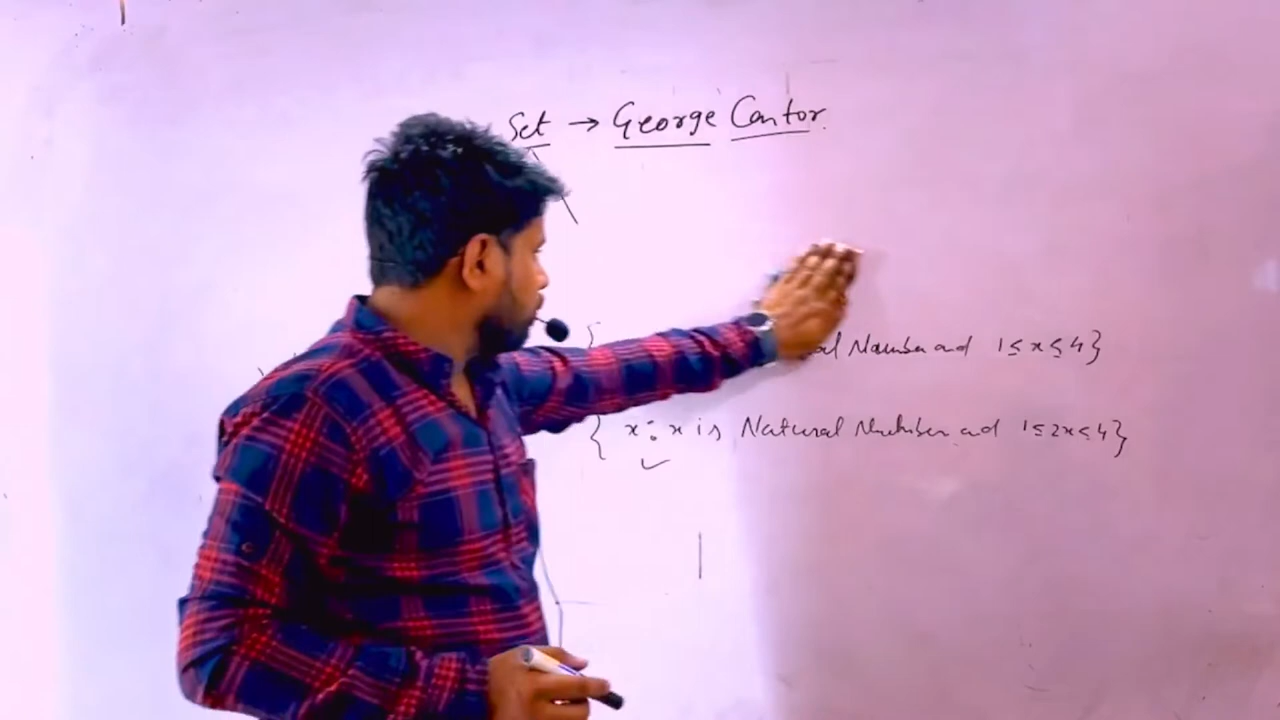 Set → George Cantor
{ Number and 1 ≤ x ≤ 4}
{ x : x is Natural Number and 1 ≤ 2x ≤ 4}